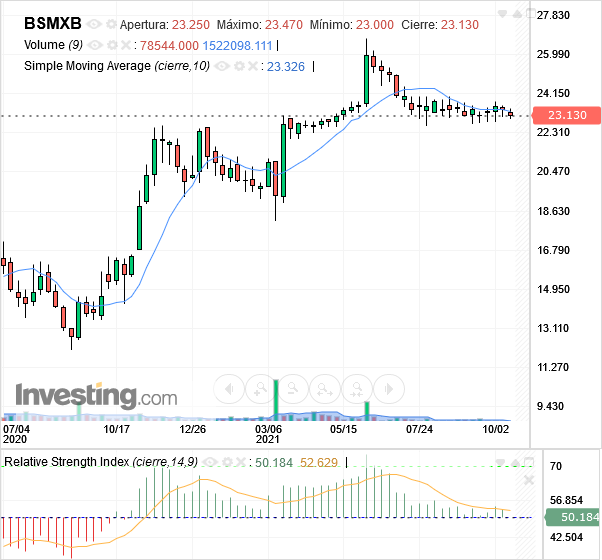 BSMXB Apertura: 23.250 Máximo: 23.470 Mínimo: 23.000 Cierre: 23.130
Volume (9) : 78544.000 1522098.111
Simple Moving Average (cierre,10) : 23.326
27.830
25.990
24.150
23.130
22.310
20.470
18.630
16.790
14.950
13.110
11.270
9.430
Investing.com
07/04 10/17 12/26 03/06 05/15 07/24 10/02
2020 2021
Relative Strength Index (cierre,14,9) : 50.184 52.629
70
56.854
50.184
42.504